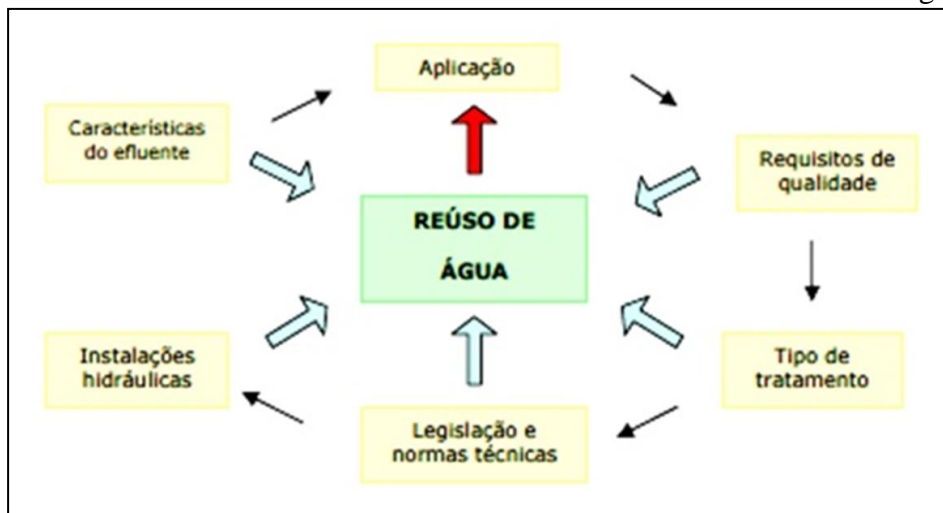 Aplicação
Características
do efluente
Requisitos de
qualidade
REÚSO DE
ÁGUA
Instalações
hidráulicas
Tipo de
tratamento
Legislação e
normas técnicas